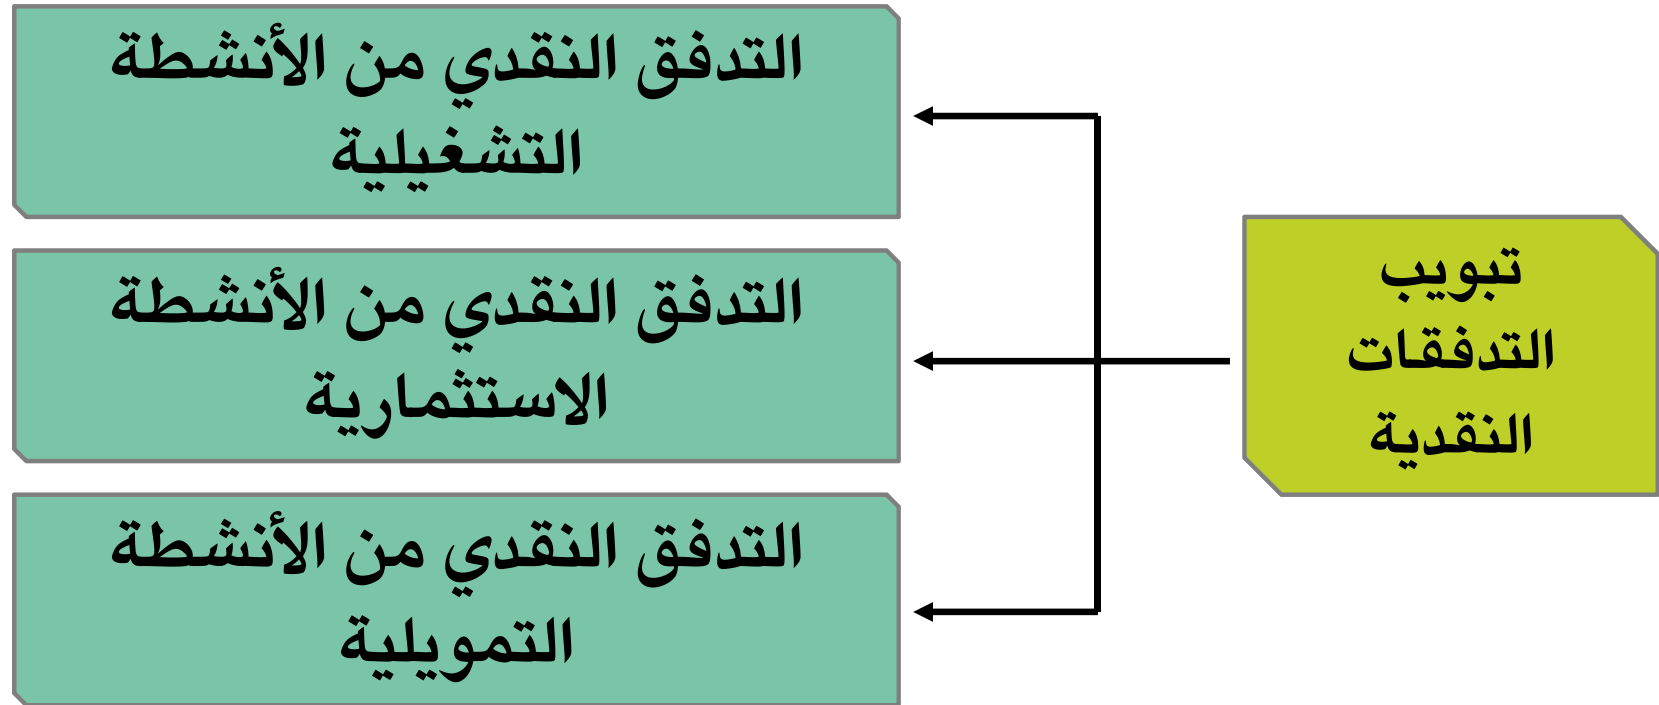 تبويب
التدفقات
النقدية
التدفق النقدي من الأنشطة
التشغيلية
التدفق النقدي من الأنشطة
الاستثمارية
التدفق النقدي من الأنشطة
التمويلية